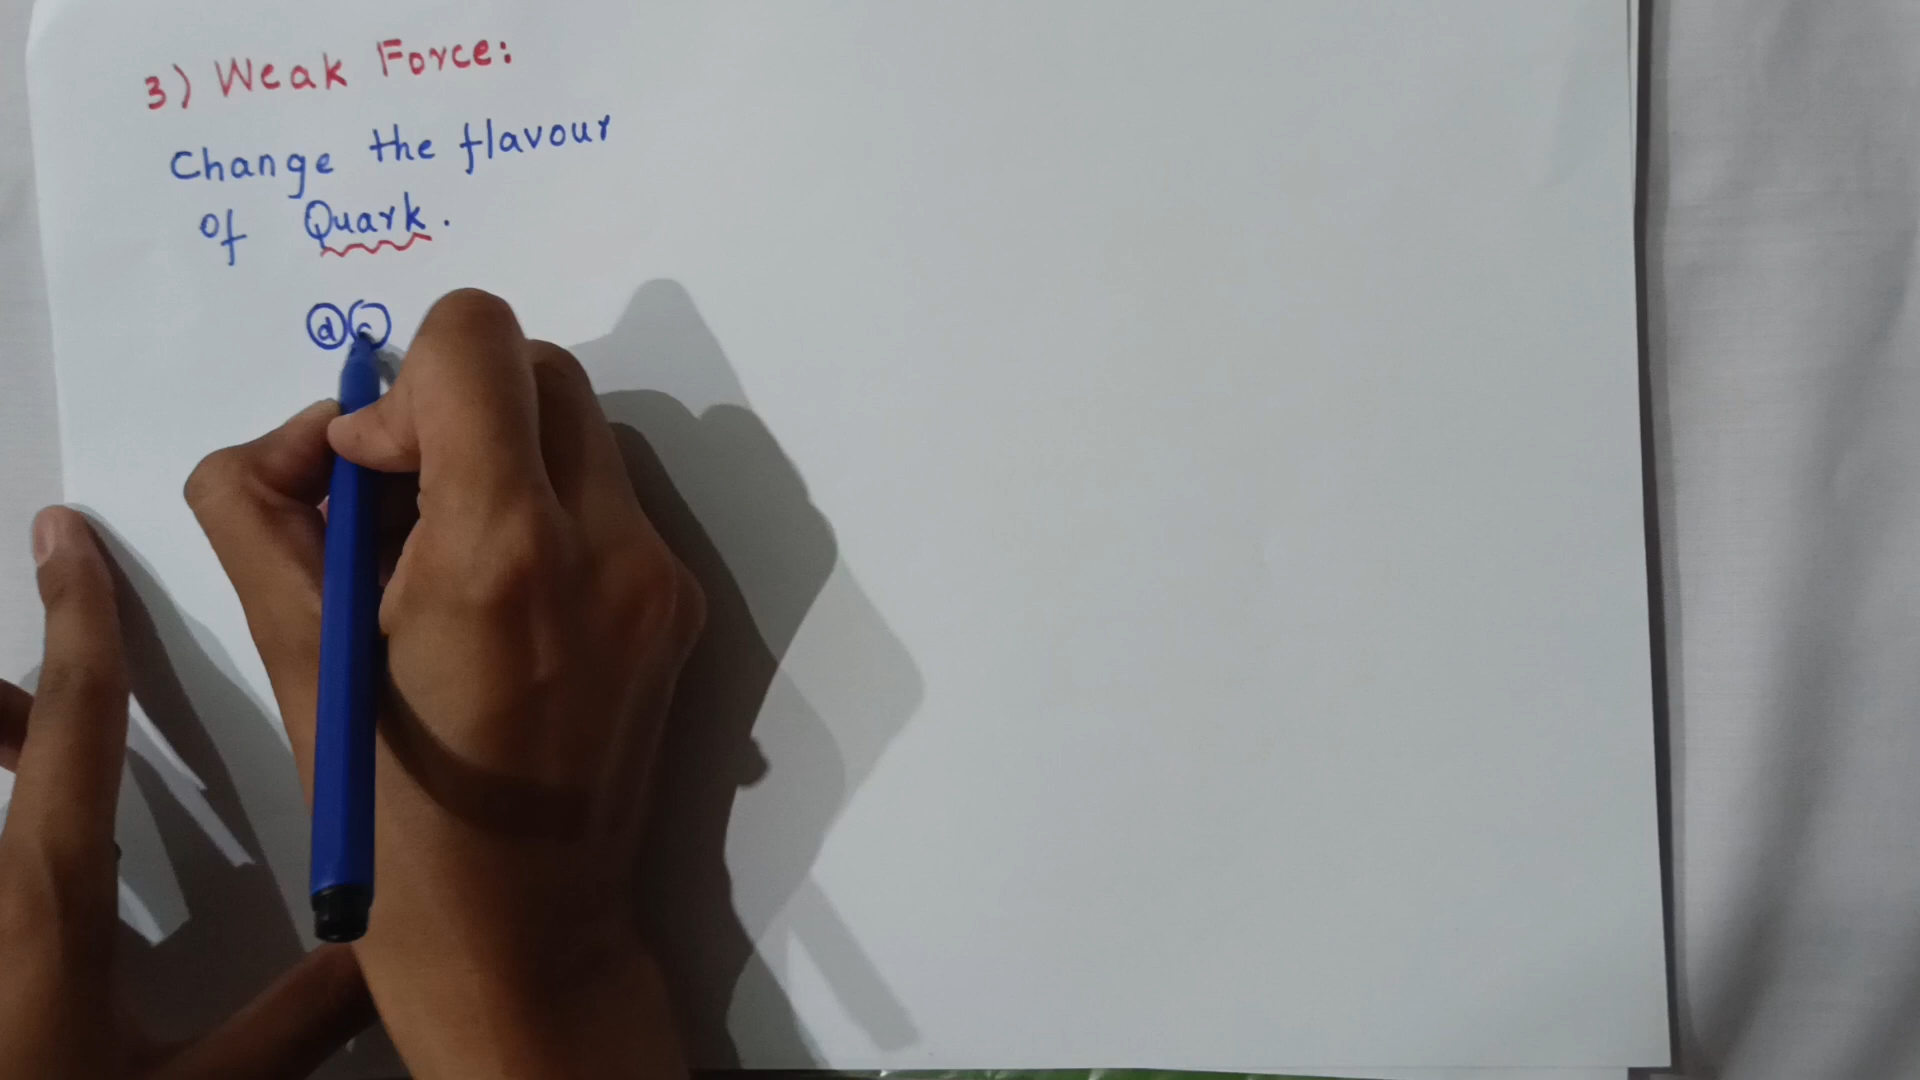 3) Weak Force:
Change the flavour
of Quark.
d